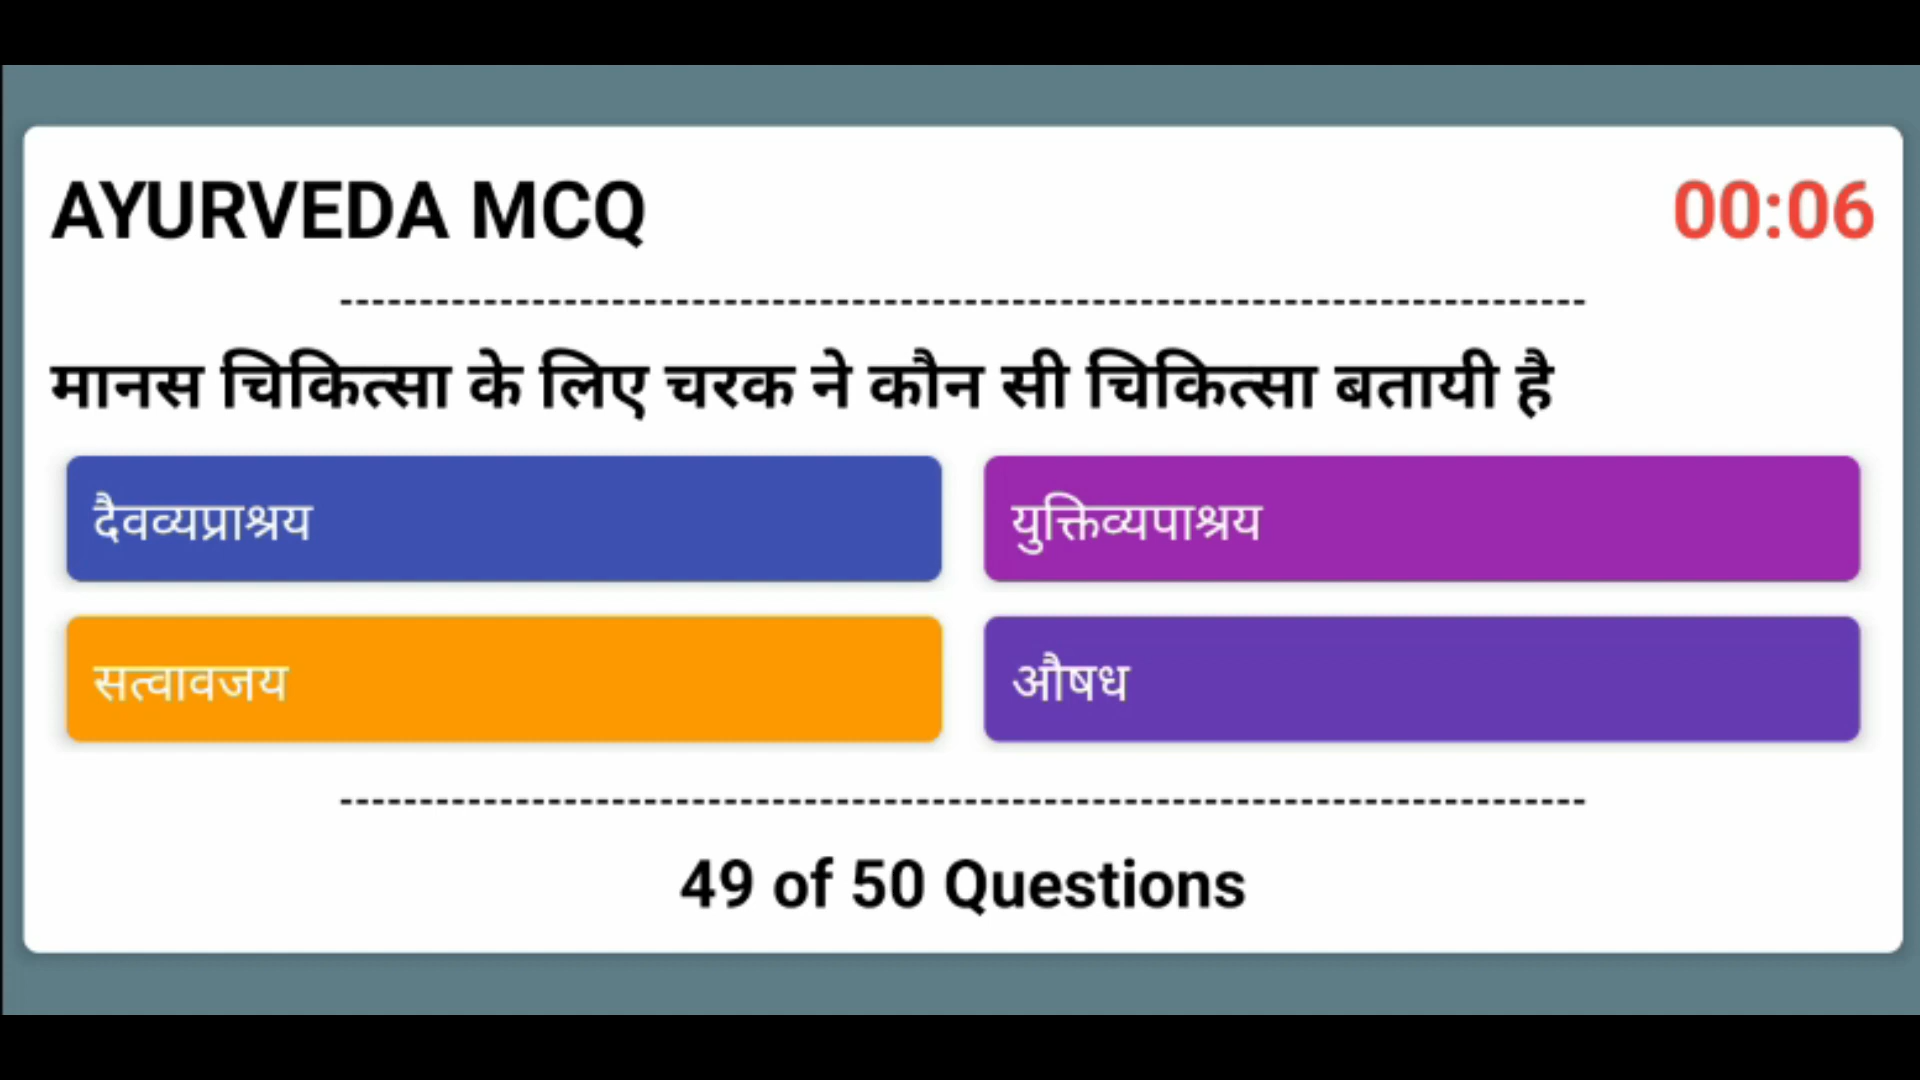 AYURVEDA MCQ 00:06
--------------------------------------------------------------------------------
मानस चिकित्सा के लिए चरक ने कौन सी चिकित्सा बतायी है
दैवव्यप्राश्रय युक्तिव्यपाश्रय
सत्वावजय औषध
--------------------------------------------------------------------------------
49 of 50 Questions